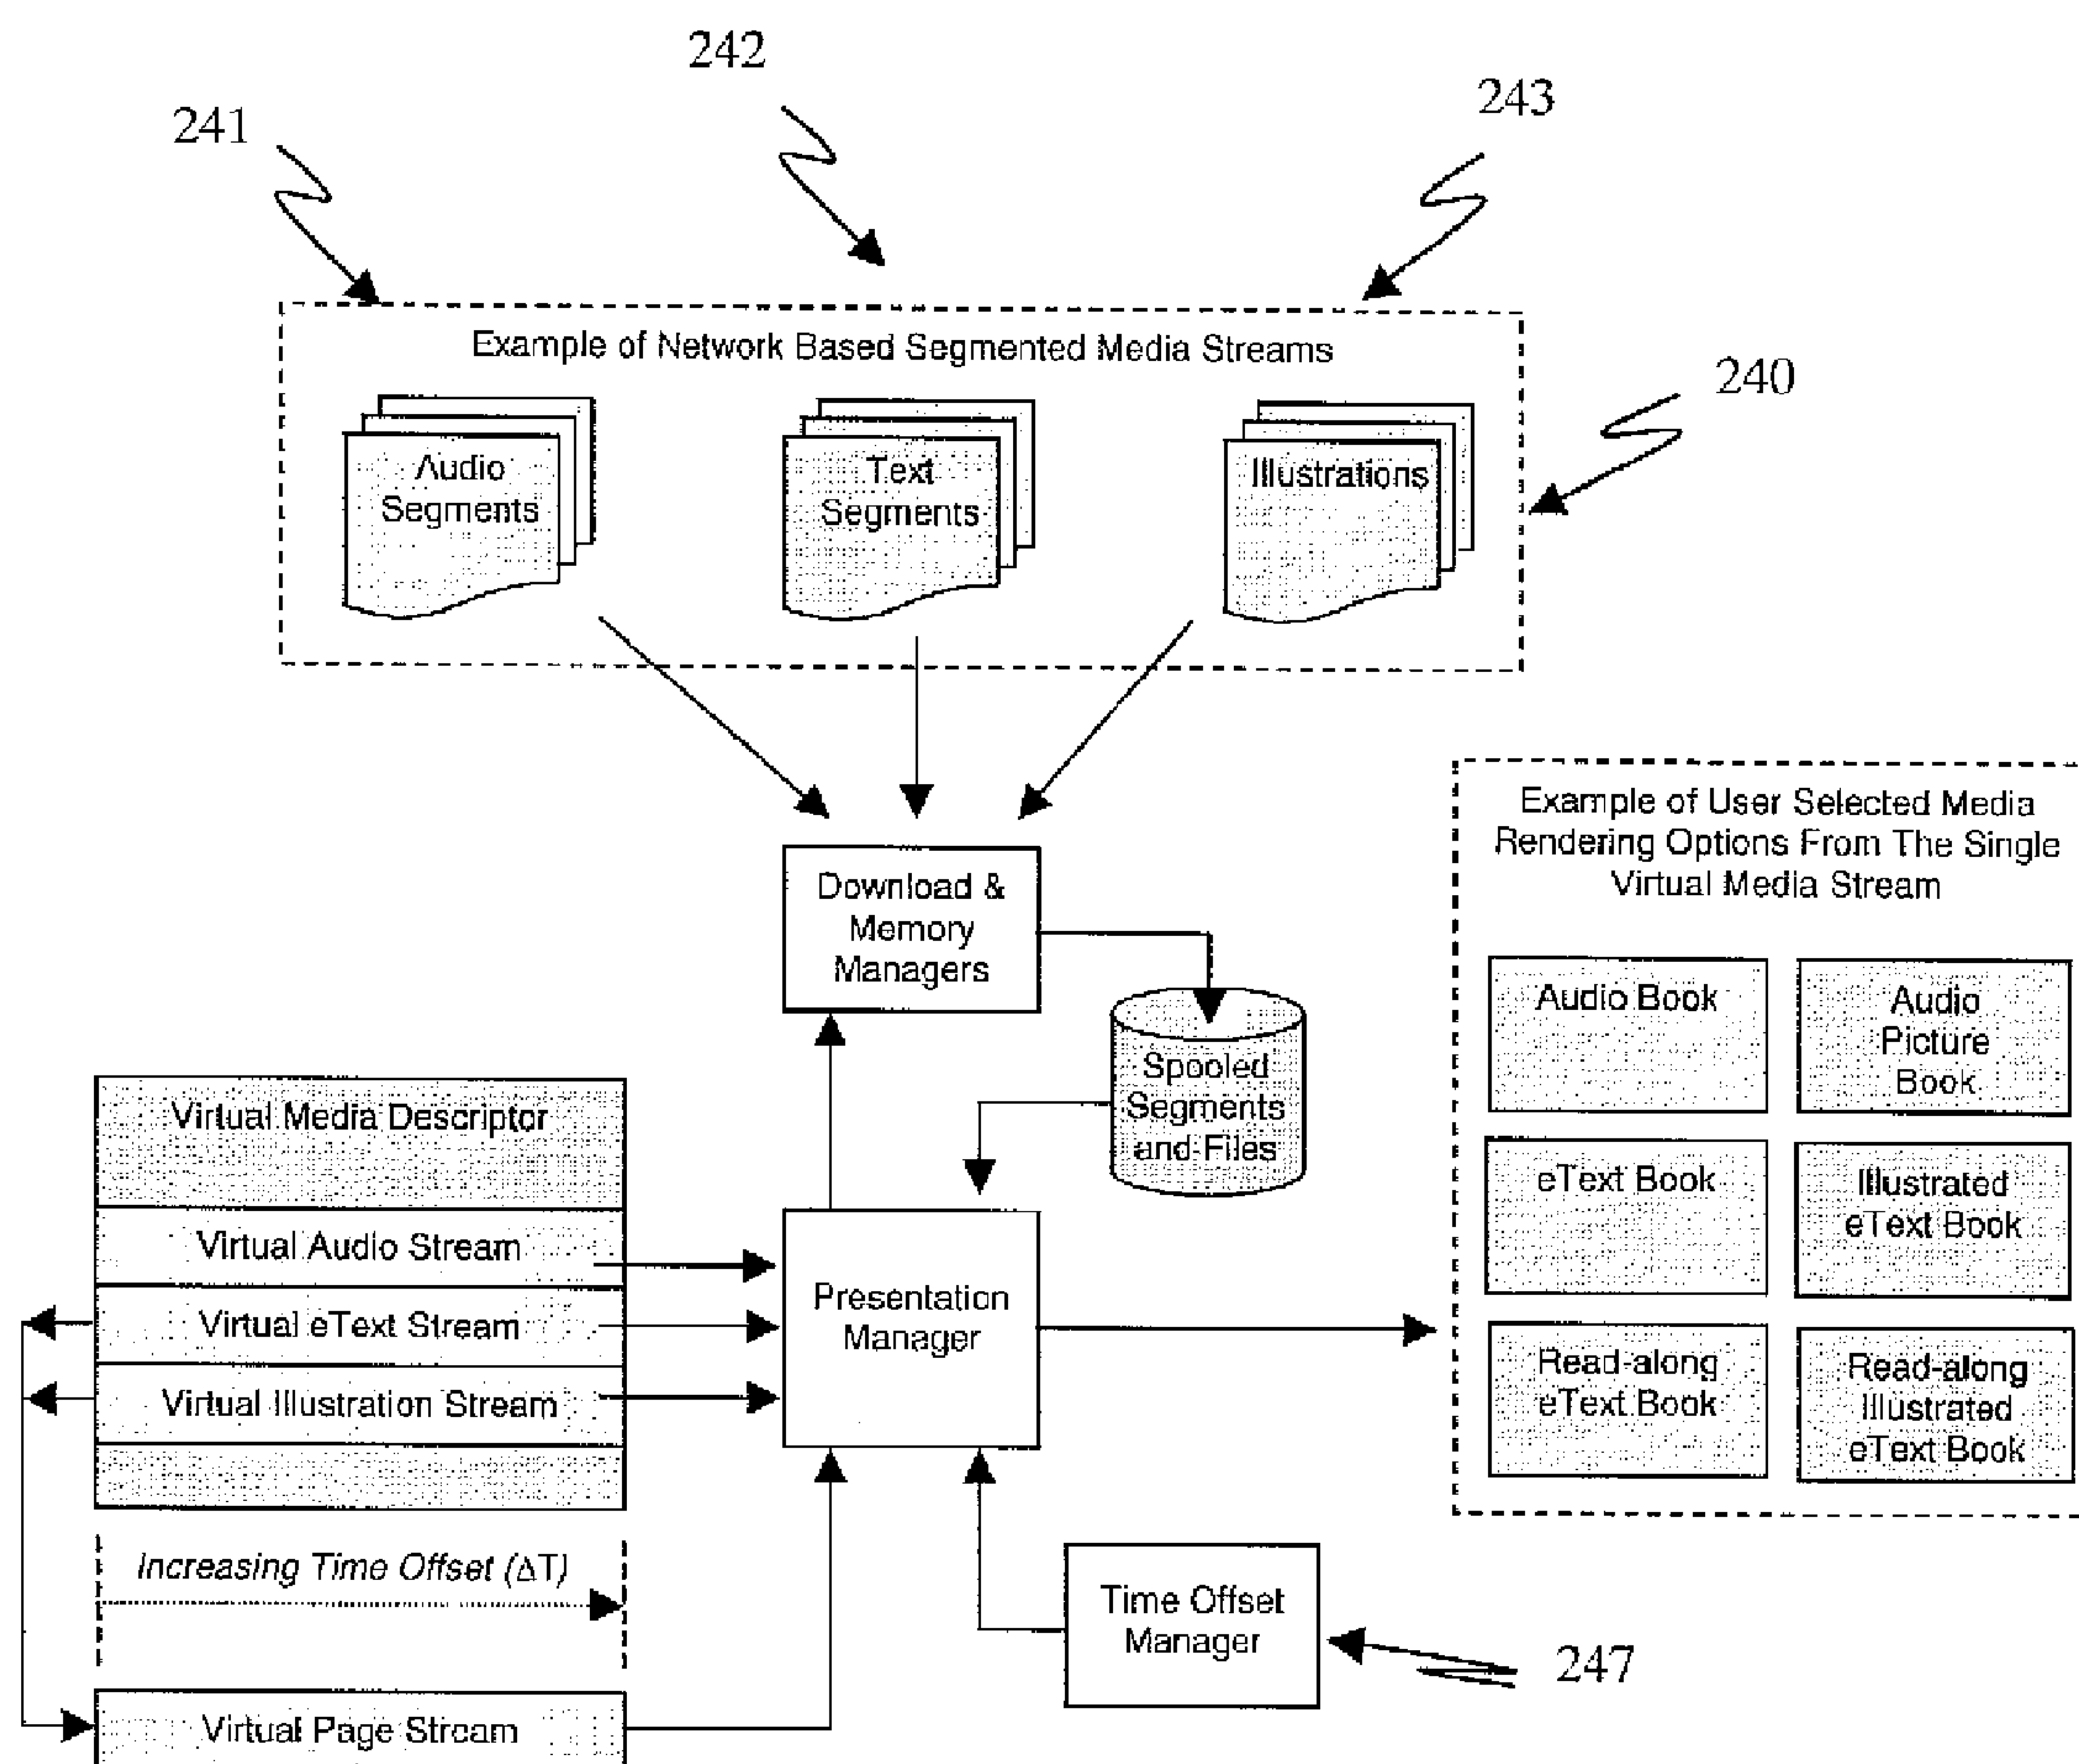 242
243
241
Example of Network Based Segmented Media Streams
240
Audio
Segments
Text
Segments
Illustrations
Example of User Selected Media
Rendering Options From The Single
Virtual Media Stream
Download &
Memory
Managers
Audio Book
Audio
Picture
Book
Spooled
Segments
and Files
Virtual Media Descriptor
eText Book
Illustrated
eText Book
Virtual Audio Stream
Presentation
Manager
Virtual eText Stream
Virtual Illustration Stream
Read-along
eText Book
Read-along
Illustrated
eText Book
Increasing Time Offset (ΔT)
Time Offset
Manager
247
Virtual Page Stream